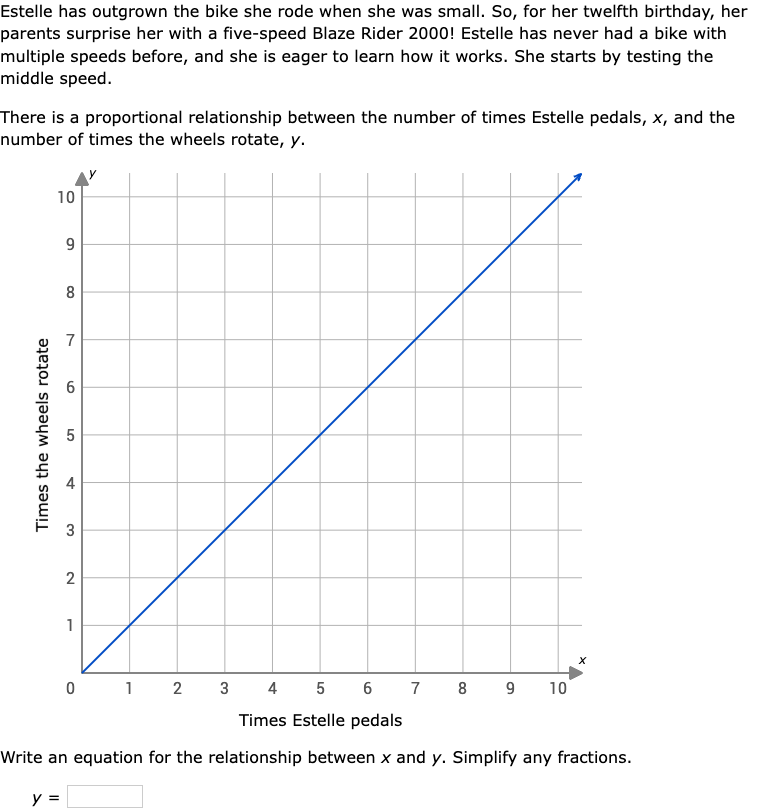 Estelle has outgrown the bike she rode when she was small. So, for her twelfth birthday, her
parents surprise her with a five-speed Blaze Rider 2000! Estelle has never had a bike with
multiple speeds before, and she is eager to learn how it works. She starts by testing the
middle speed.
There is a proportional relationship between the number of times Estelle pedals, x, and the
number of times the wheels rotate, y.
y
10
9
8
7
6
5
4
3
2
1
Times the wheels rotate
x
0 1 2 3 4 5 6 7 8 9 10
Times Estelle pedals
Write an equation for the relationship between x and y. Simplify any fractions.
y =